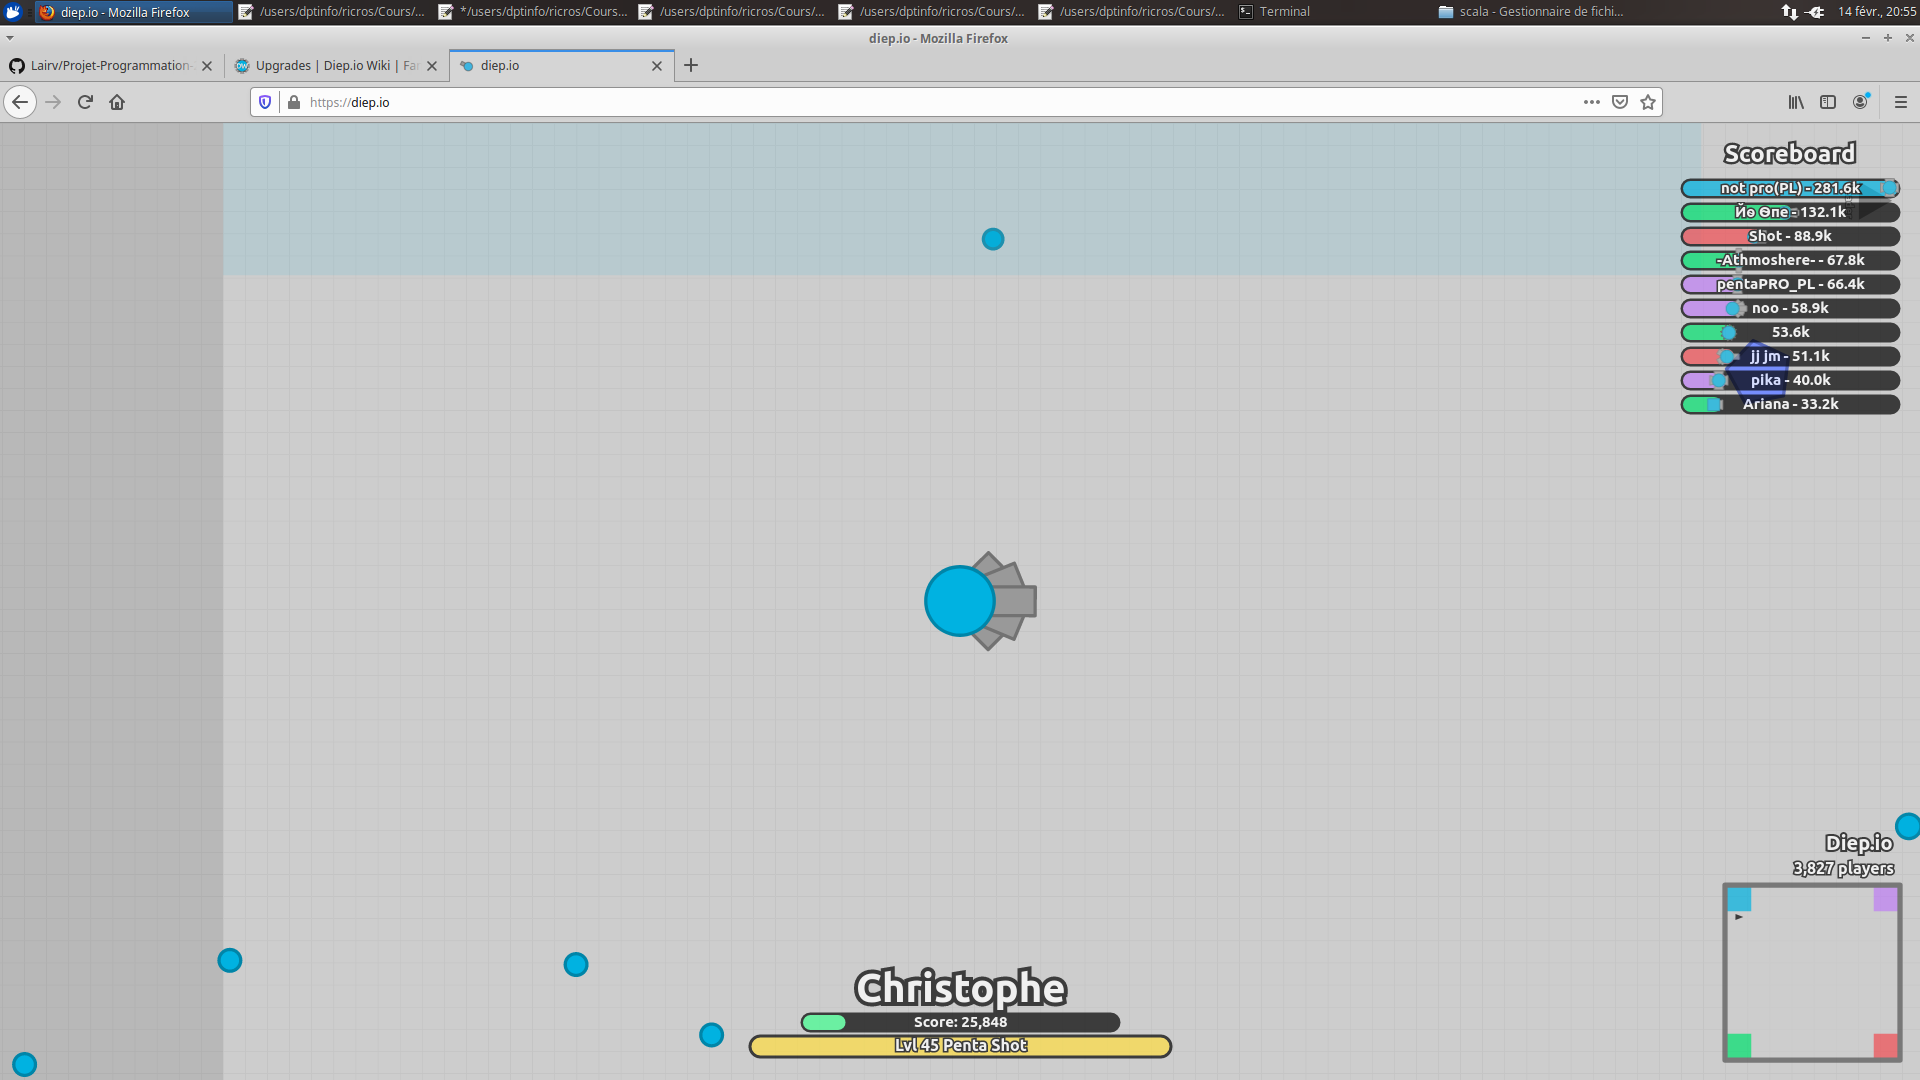 diep.io - Mozilla Firefox
/users/dptinfo/ricros/Cours/...
*/users/dptinfo/ricros/Cours...
/users/dptinfo/ricros/Cours/...
/users/dptinfo/ricros/Cours/...
/users/dptinfo/ricros/Cours/...
Terminal
scala - Gestionnaire de fichi...
14 févr., 20:55
diep.io - Mozilla Firefox
Lairv/Projet-Programmation-
Upgrades | Diep.io Wiki | Fa
diep.io
https://diep.io
Scoreboard
not pro(PL) - 281.6k
Йо Өпе - 132.1k
Shot - 88.9k
-Athmoshere- - 67.8k
pentaPRO_PL - 66.4k
noo - 58.9k
53.6k
jj jm - 51.1k
pika - 40.0k
Ariana - 33.2k
Diep.io
3,827 players
Christophe
Score: 25,848
Lvl 45 Penta Shot